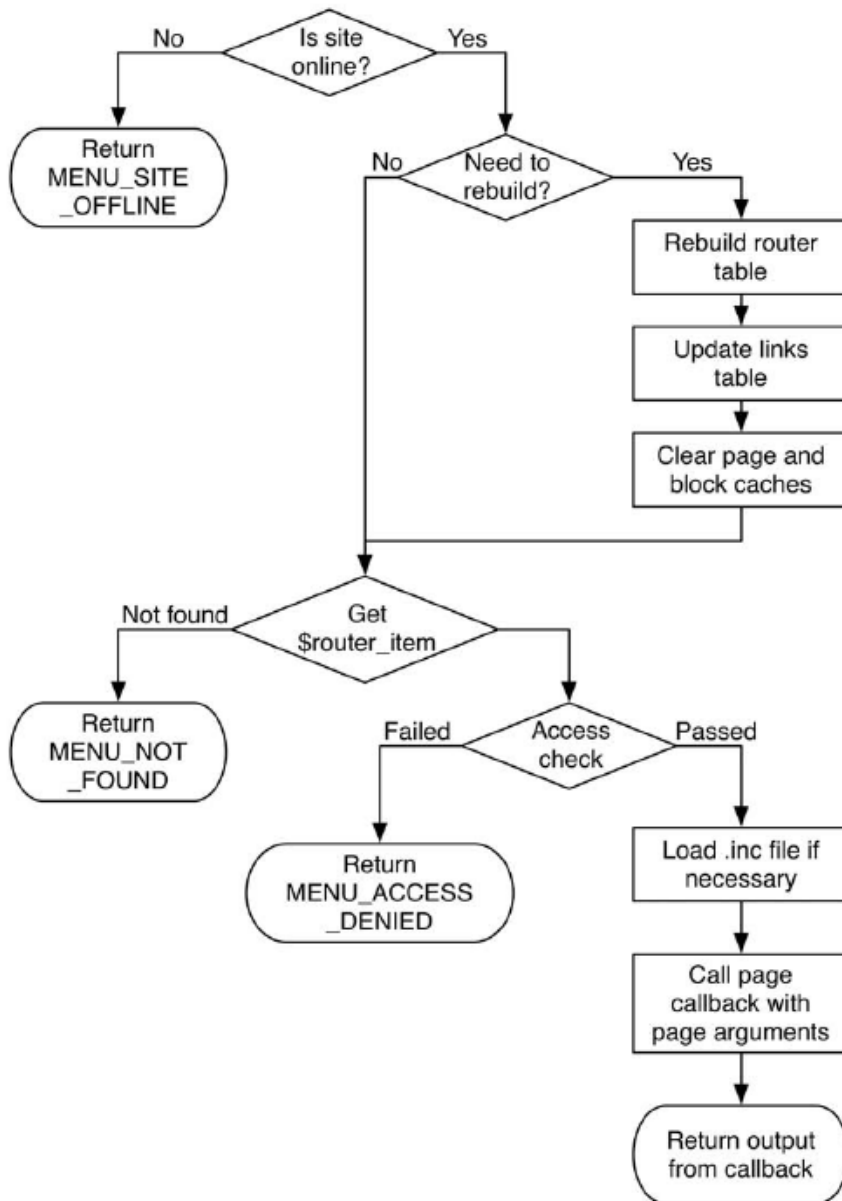 No
Is site
online?
Yes
Return
MENU_SITE
_OFFLINE
No
Need to
rebuild?
Yes
Rebuild router
table
Update links
table
Clear page and
block caches
Not found
Get
$router_item
Return
MENU_NOT
_FOUND
Failed
Access
check
Passed
Return
MENU_ACCESS
_DENIED
Load .inc file if
necessary
Call page
callback with
page arguments
Return output
from callback